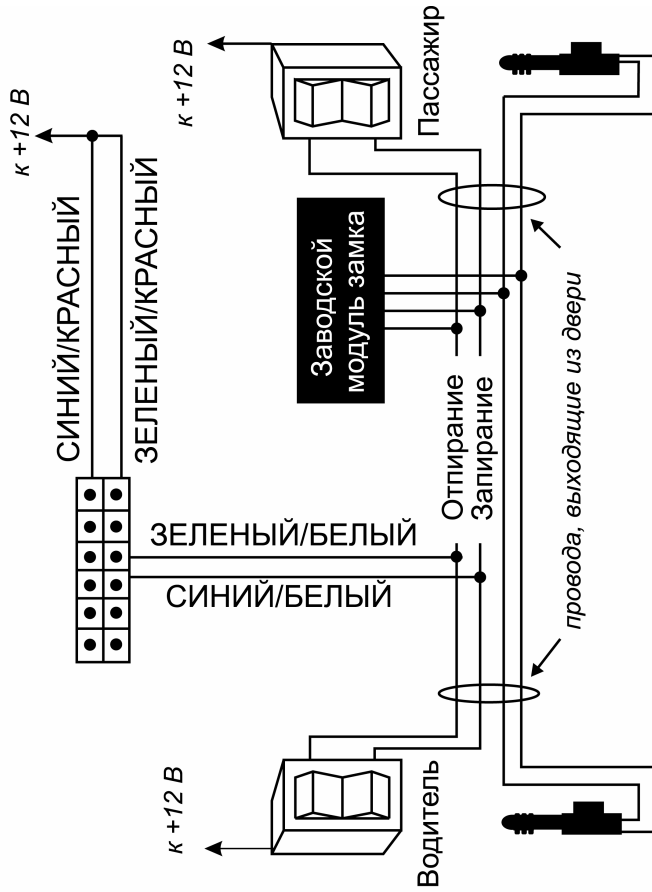 к +12 В
СИНИЙ/КРАСНЫЙ
ЗЕЛЕНЫЙ/КРАСНЫЙ
к +12 В
Пассажир
Заводской
модуль замка
Отпирание
Запирание
ЗЕЛЕНЫЙ/БЕЛЫЙ
СИНИЙ/БЕЛЫЙ
провода, выходящие из двери
к +12 В
Водитель